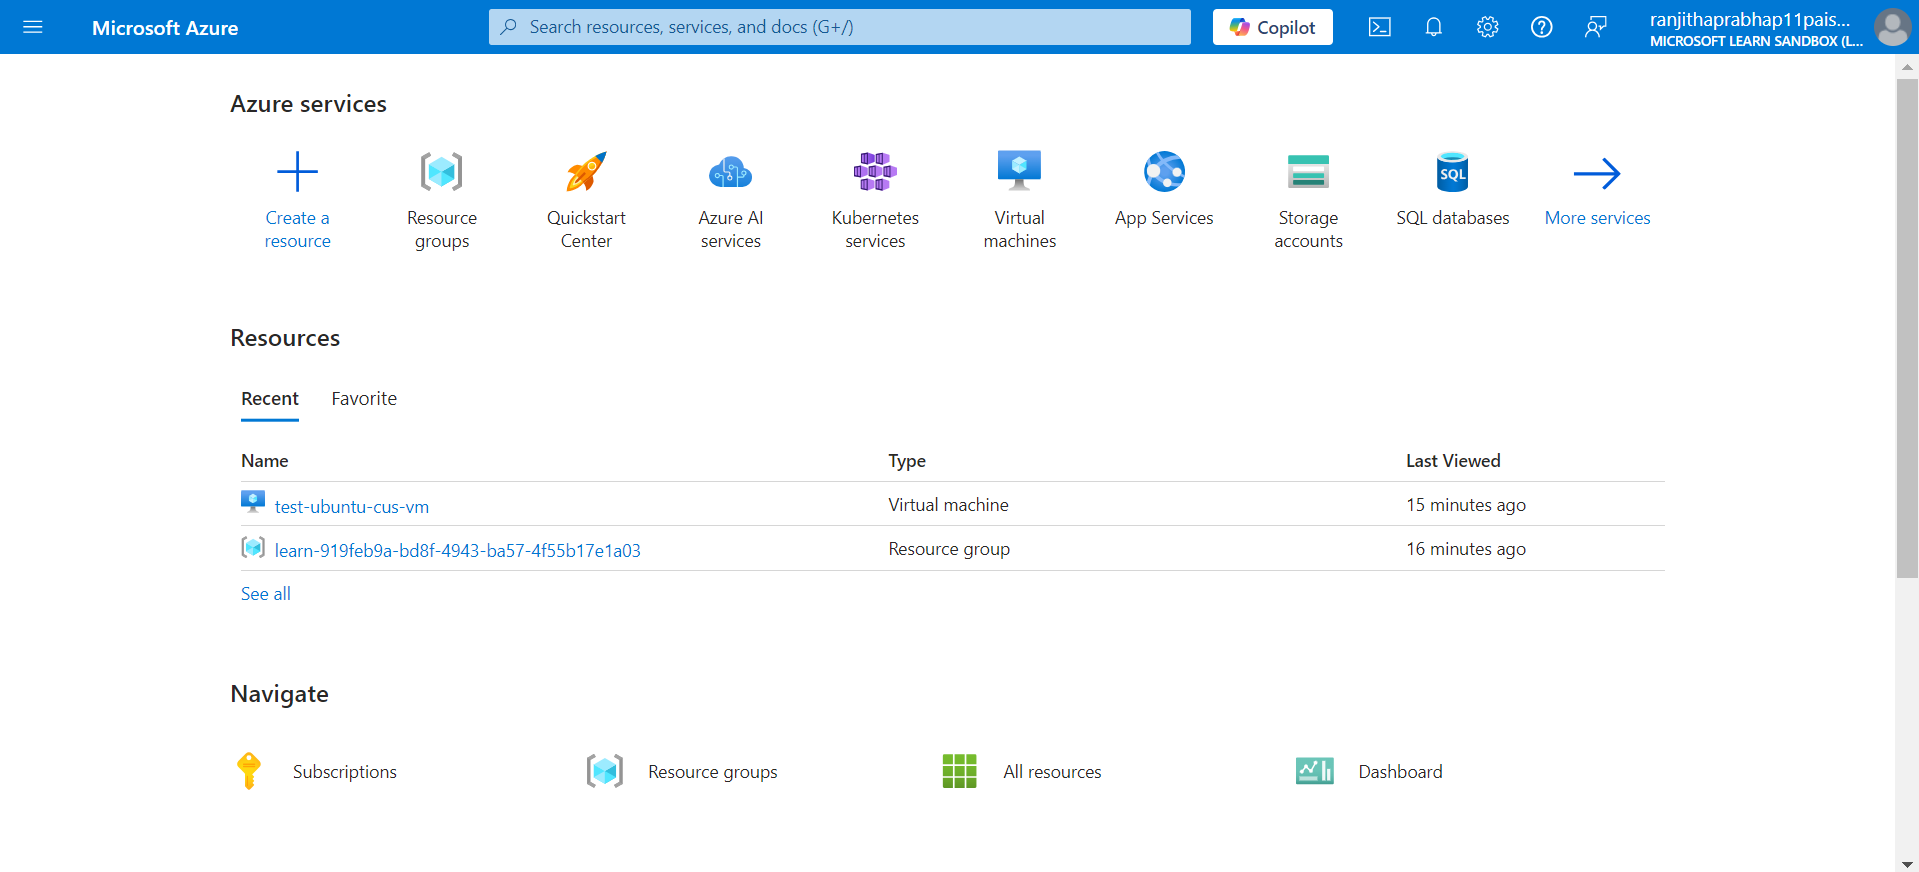 Microsoft Azure
Search resources, services, and docs (G+/)
Copilot
ranjithaprabhap11pais...
MICROSOFT LEARN SANDBOX (L...
Azure services
Create a
resource
Resource
groups
Quickstart
Center
Azure AI
services
Kubernetes
services
Virtual
machines
App Services
Storage
accounts
SQL
SQL databases
More services
Resources
Recent Favorite
Name Type Last Viewed
test-ubuntu-cus-vm Virtual machine 15 minutes ago
learn-919feb9a-bd8f-4943-ba57-4f55b17e1a03 Resource group 16 minutes ago
See all
Navigate
Subscriptions Resource groups All resources Dashboard